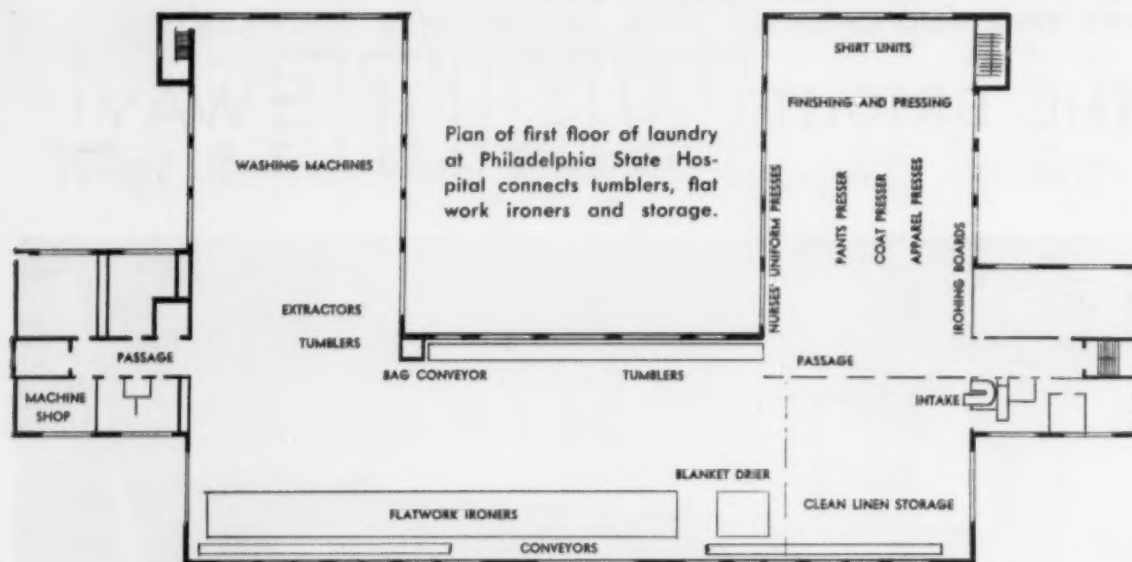 SHIRT UNITS
FINISHING AND PRESSING
Plan of first floor of laundry
at Philadelphia State Hos-
pital connects tumblers, flat
work ironers and storage.
WASHING MACHINES
NURSES' UNIFORM PRESSES
PANTS PRESSER
COAT PRESSER
APPAREL PRESSES
IRONING BOARDS
EXTRACTORS
TUMBLERS
PASSAGE
BAG CONVEYOR
TUMBLERS
PASSAGE
MACHINE
SHOP
INTAKE
BLANKET DRIER
FLATWORK IRONERS
CLEAN LINEN STORAGE
CONVEYORS